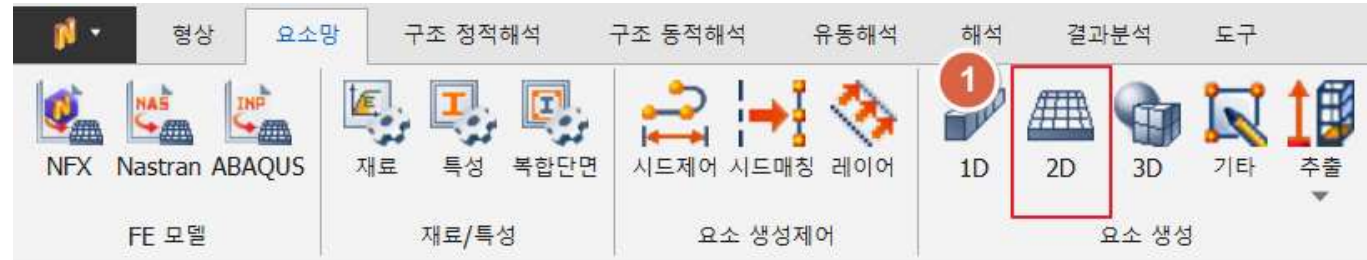 형상 요소망 구조 정적해석 구조 동적해석 유동해석 해석 결과분석 도구
1
NAS INP
NFX Nastran ABAQUS 재료 특성 복합단면 시드제어 시드매칭 레이어 1D 2D 3D 기타 추출
FE 모델 재료/특성 요소 생성제어 요소 생성